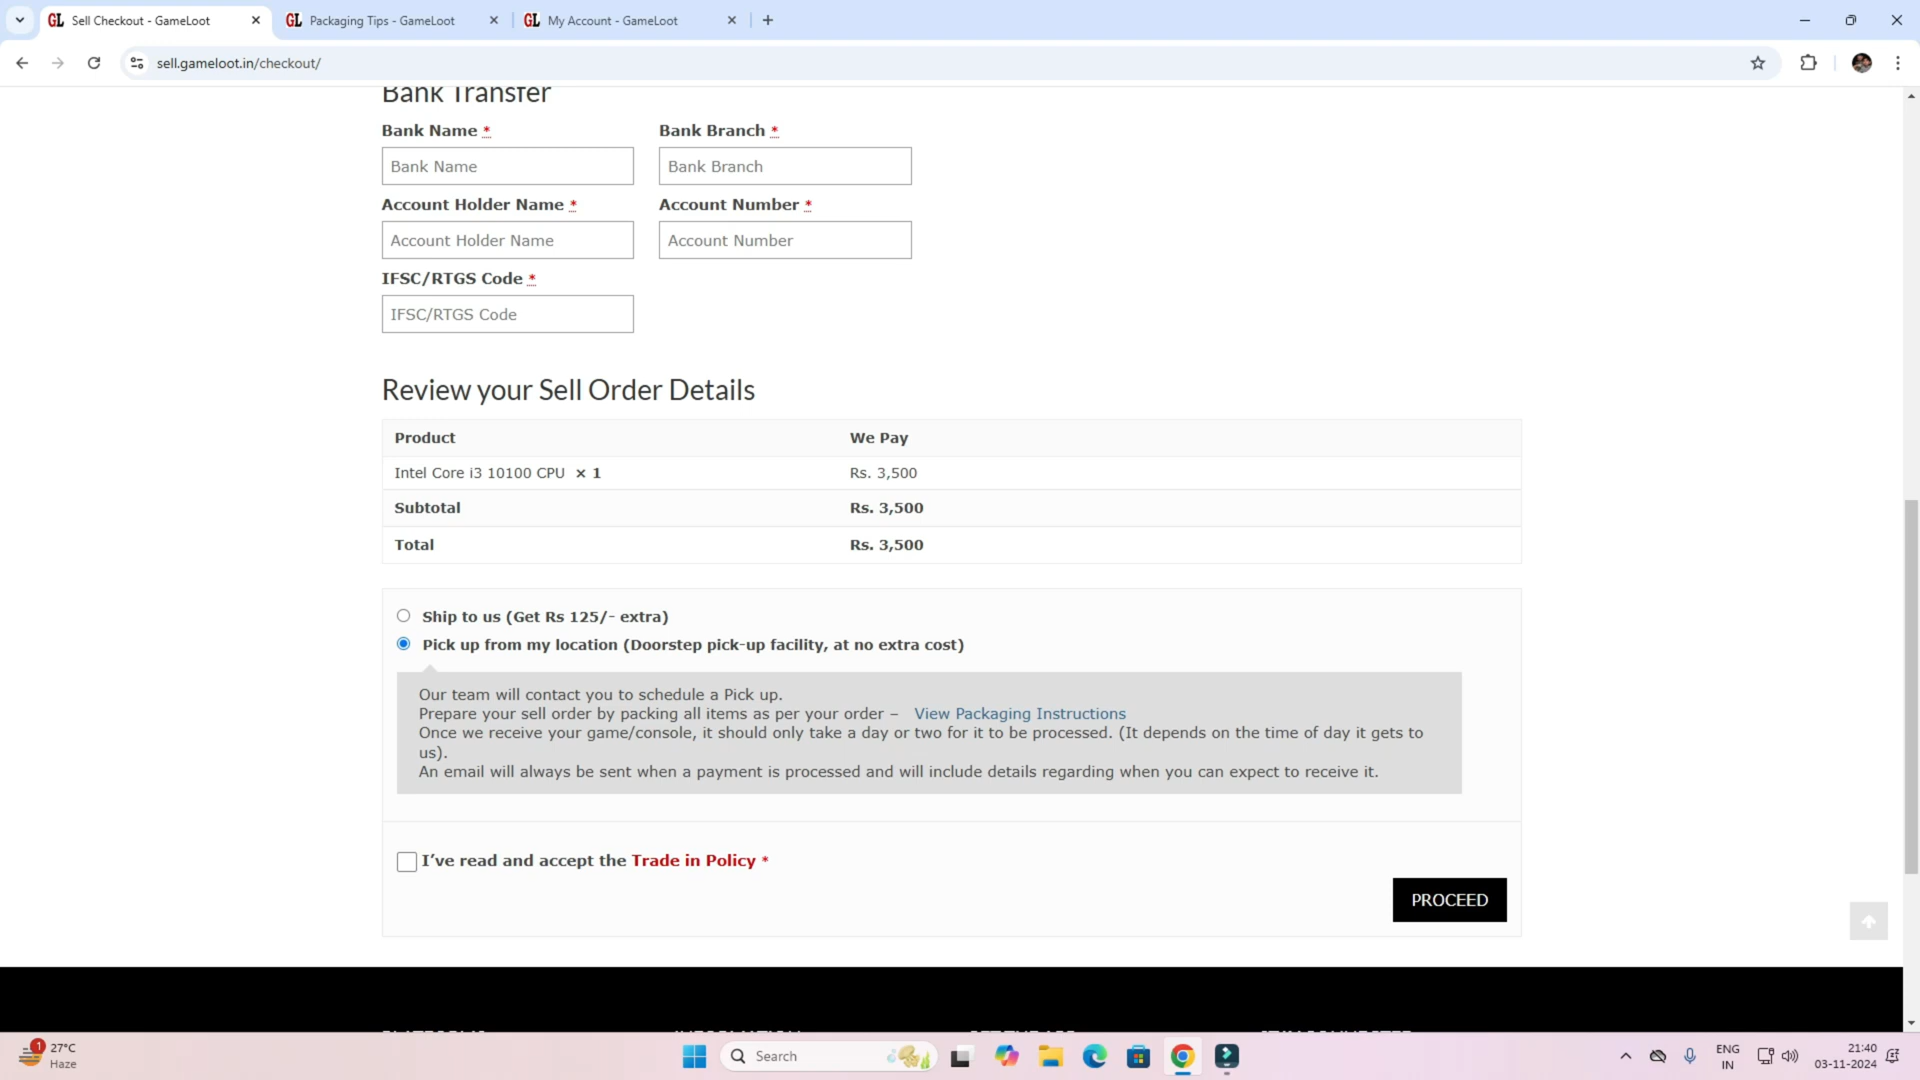 Sell Checkout - GameLoot
Packaging Tips - GameLoot
My Account - GameLoot
sell.gameloot.in/checkout/
Bank Transfer
Bank Name *
Bank Branch *
Bank Name
Bank Branch
Account Holder Name *
Account Number *
Account Holder Name
Account Number
IFSC/RTGS Code *
IFSC/RTGS Code
Review your Sell Order Details
Product
We Pay
Intel Core i3 10100 CPU × 1
Rs. 3,500
Subtotal
Rs. 3,500
Total
Rs. 3,500
Ship to us (Get Rs 125/- extra)
Pick up from my location (Doorstep pick-up facility, at no extra cost)
Our team will contact you to schedule a Pick up.
Prepare your sell order by packing all items as per your order – View Packaging Instructions
Once we receive your game/console, it should only take a day or two for it to be processed. (It depends on the time of day it gets to
us).
An email will always be sent when a payment is processed and will include details regarding when you can expect to receive it.
I’ve read and accept the Trade in Policy *
PROCEED
1
27°C
Haze
Search
ENG
IN
21:40
03-11-2024